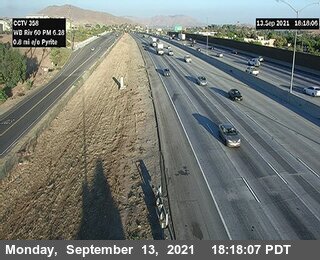 CCTV 358
WB Riv 60 PM 6.28
0.8 mi e/o Pyrite
13 Sep 2021 18:18:06
Monday, September 13, 2021 18:18:07 PDT